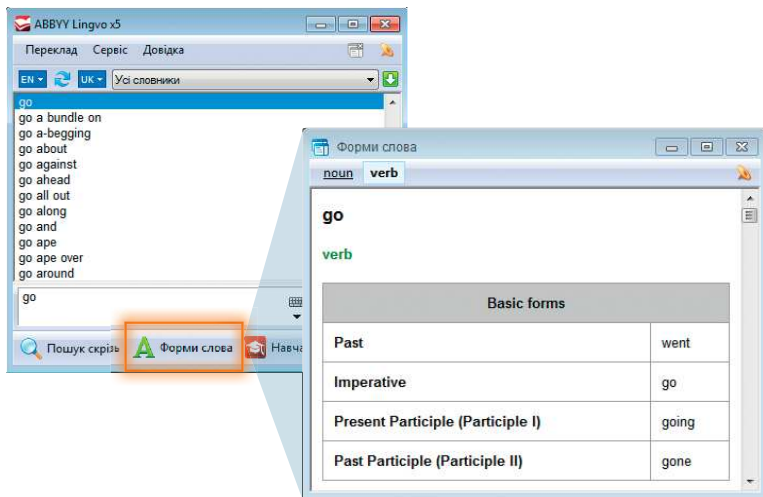 ABBYY Lingvo x5
Переклад Сервіс Довідка
EN UK Усі словники
go
go a bundle on
go a-begging
go about
go against
go ahead
go all out
go along
go and
go ape
go ape over
go around
go
Пошук скрізь Форми слова
Форми слова
noun verb
go
verb
Basic forms
Past went
Imperative go
Present Participle (Participle I) going
Past Participle (Participle II) gone